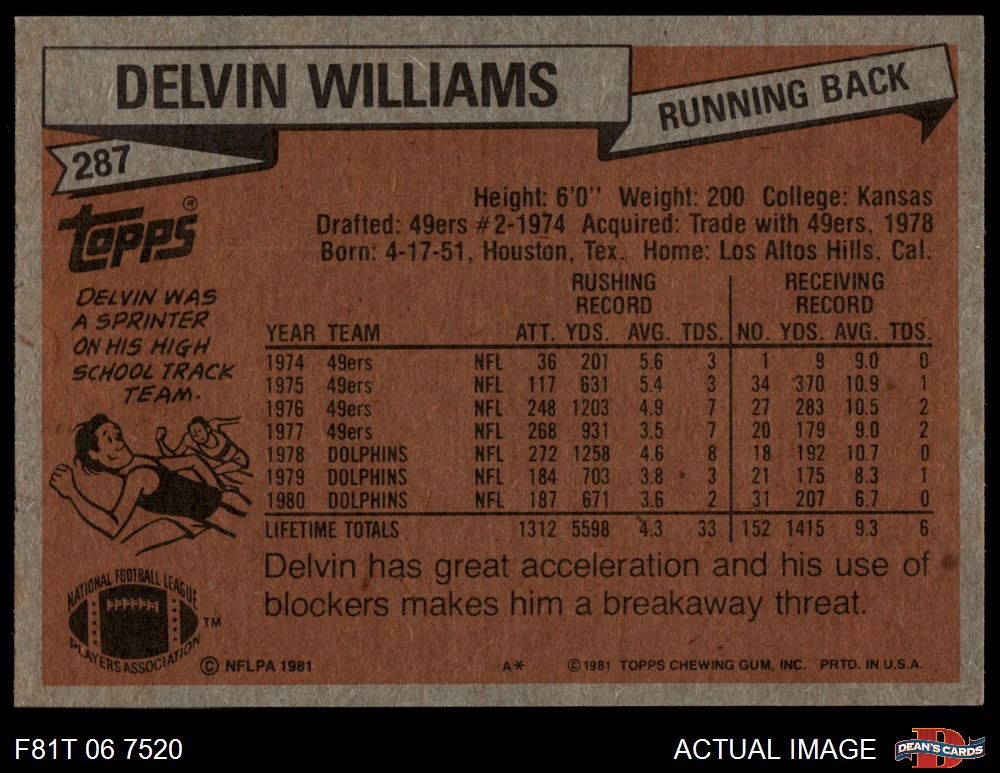 DELVIN WILLIAMS
RUNNING BACK
287
Topps®
Height: 6'0" Weight: 200 College: Kansas
Drafted: 49ers #2-1974 Acquired: Trade with 49ers, 1978
Born: 4-17-51, Houston, Tex. Home: Los Altos Hills, Cal.
DELVIN WAS
A SPRINTER
ON HIS HIGH
SCHOOL TRACK
TEAM.
RUSHING RECEIVING
RECORD RECORD
YEAR TEAM ATT. YDS. AVG. TDS. NO. YDS. AVG. TDS.
1974 49ers NFL 36 201 5.6 3 1 9 9.0 0
1975 49ers NFL 117 631 5.4 3 34 370 10.9 1
1976 49ers NFL 248 1203 4.9 7 27 283 10.5 2
1977 49ers NFL 268 931 3.5 7 20 179 9.0 2
1978 DOLPHINS NFL 272 1258 4.6 8 18 192 10.7 0
1979 DOLPHINS NFL 184 703 3.8 3 21 175 8.3 1
1980 DOLPHINS NFL 187 671 3.6 2 31 207 6.7 0
LIFETIME TOTALS 1312 5598 4.3 33 152 1415 9.3 6
Delvin has great acceleration and his use of
blockers makes him a breakaway threat.
NATIONAL FOOTBALL LEAGUE
PLAYERS ASSOCIATION
TM
© NFLPA 1981
A* © 1981 TOPPS CHEWING GUM, INC. PRTD. IN U.S.A.
F81T 06 7520
ACTUAL IMAGE
D
DEAN'S CARDS